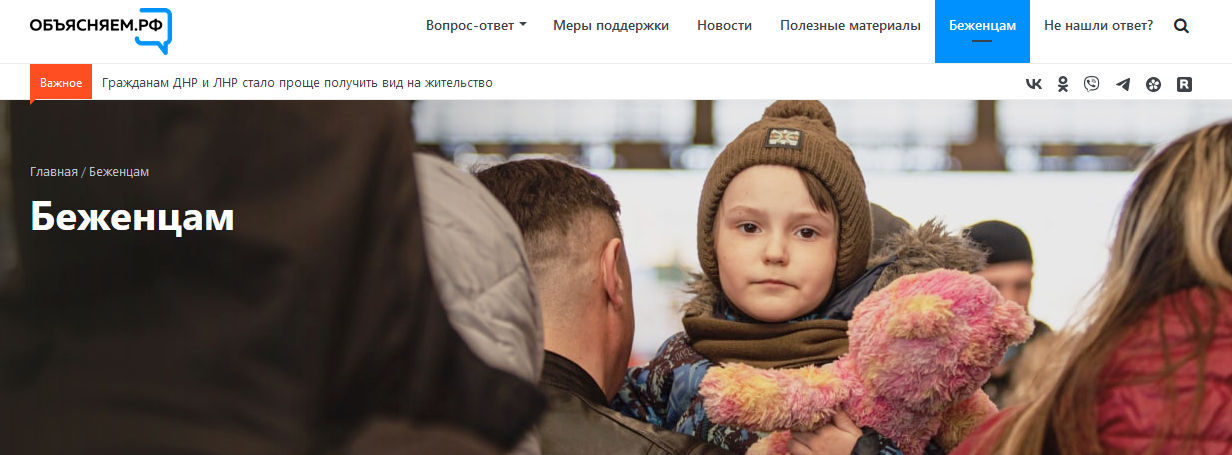 ОБЪЯСНЯЕМ.РФ
Вопрос-ответ
Меры поддержки
Новости
Полезные материалы
Беженцам
Не нашли ответ?
Важное
Гражданам ДНР и ЛНР стало проще получить вид на жительство
Главная / Беженцам
Беженцам